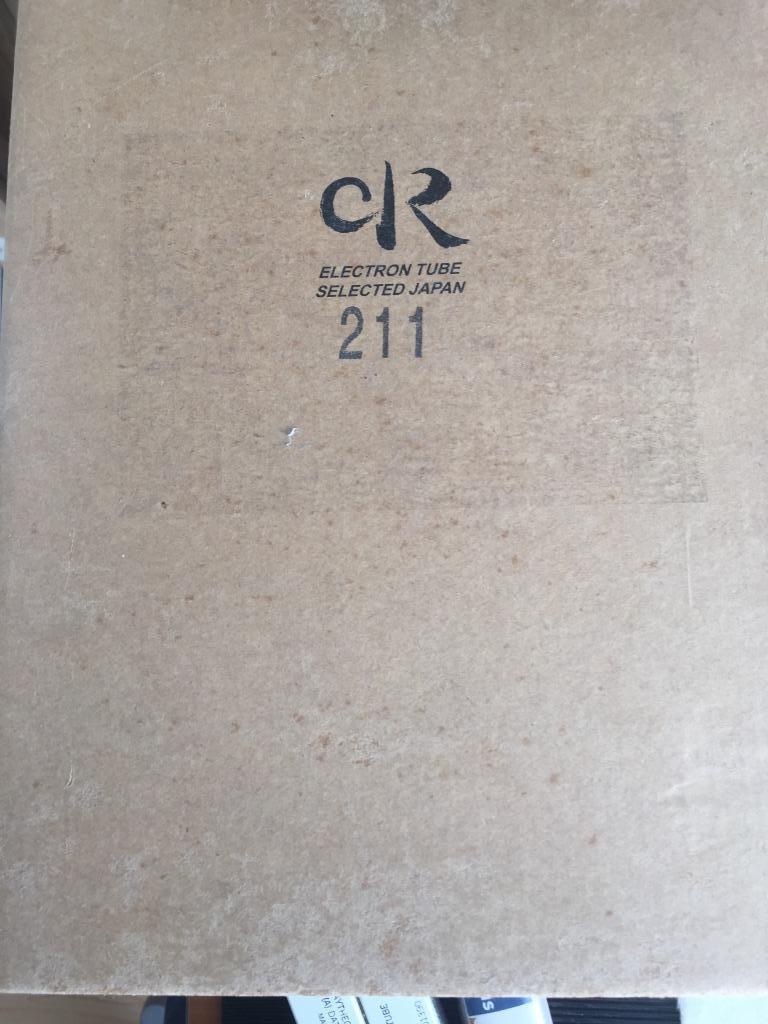 CR
ELECTRON TUBE
SELECTED JAPAN
211